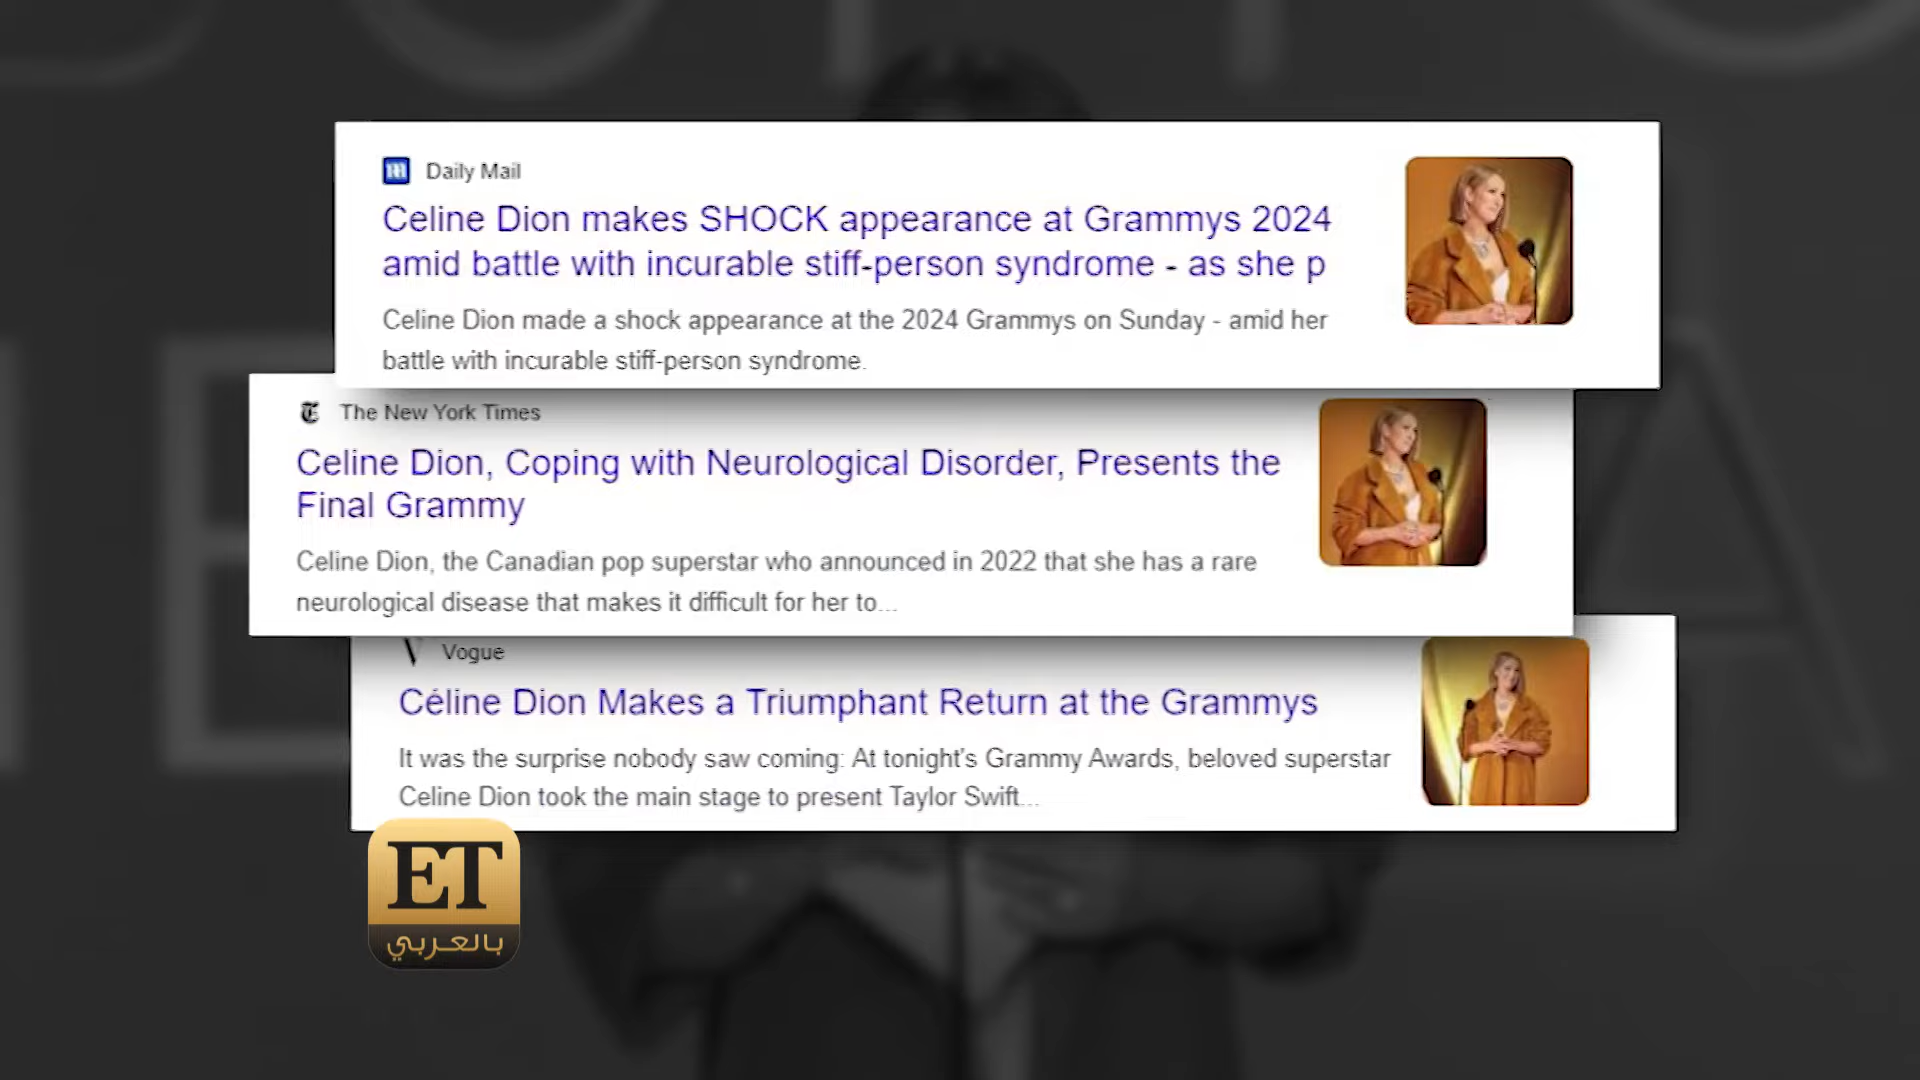 Daily Mail
Celine Dion makes SHOCK appearance at Grammys 2024
amid battle with incurable stiff-person syndrome - as she p
Celine Dion made a shock appearance at the 2024 Grammys on Sunday - amid her
battle with incurable stiff-person syndrome.
The New York Times
Celine Dion, Coping with Neurological Disorder, Presents the
Final Grammy
Celine Dion, the Canadian pop superstar who announced in 2022 that she has a rare
neurological disease that makes it difficult for her to...
Vogue
Céline Dion Makes a Triumphant Return at the Grammys
It was the surprise nobody saw coming: At tonight's Grammy Awards, beloved superstar
Celine Dion took the main stage to present Taylor Swift...
ET
بالعربي